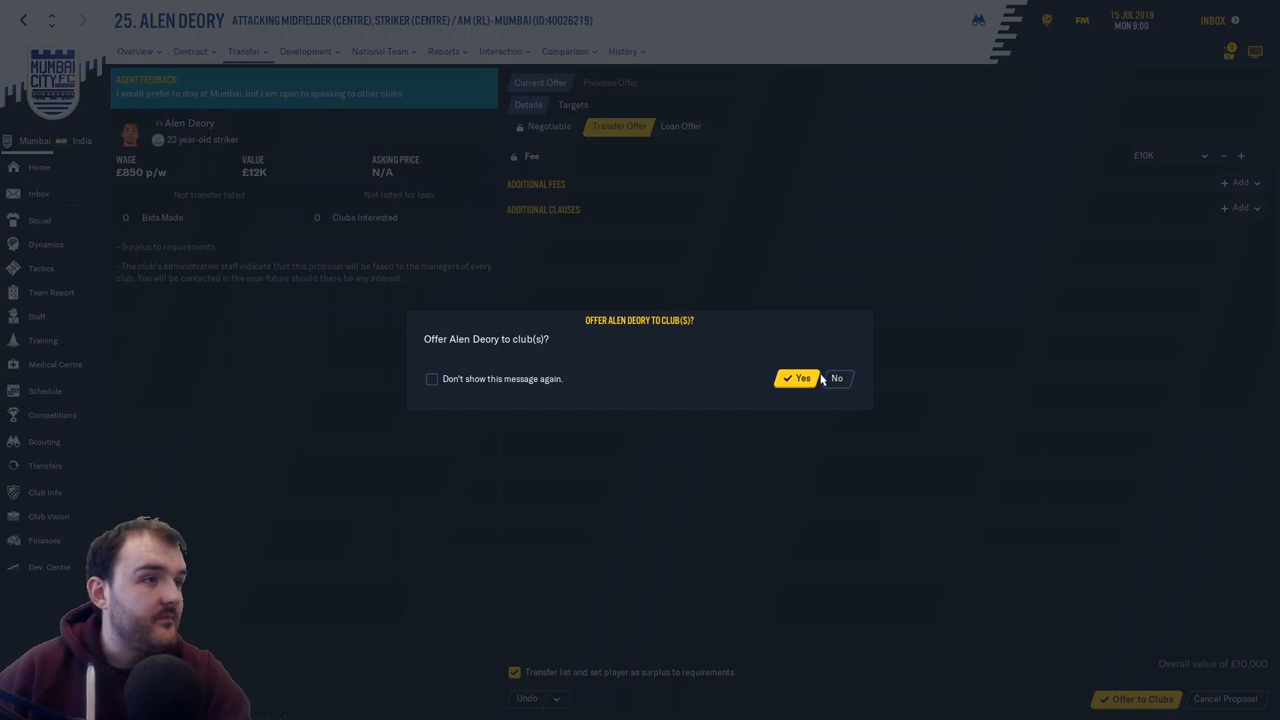 25. ALEN DEORY
ATTACKING MIDFIELDER (CENTRE), STRIKER (CENTRE) / AM (RL) - MUMBAI (ID:40026219)
FM
15 JUL 2019
MON 9:00
INBOX
Overview
Contract
Transfer
Development
National Team
Reports
Interaction
Comparison
History
1
MUMBAI
CITY FC
Mumbai
India
Home
Inbox
Squad
Dynamics
Tactics
Team Report
Staff
Training
Medical Centre
Schedule
Competitions
Scouting
Transfers
Club Info
Club Vision
Finances
Dev. Centre
AGENT FEEDBACK:
I would prefer to stay at Mumbai, but I am open to speaking to other clubs
Alen Deory
23 year-old striker
WAGE
VALUE
ASKING PRICE
£850 p/w
£12K
N/A
Not transfer listed
Not listed for loan
0 Bids Made
0 Clubs Interested
- Surplus to requirements
- The club's administrative staff indicate that this proposal will be faxed to the managers of every
club. You will be contacted in the near future should there be any interest.
Current Offer
Previous Offer
Details
Targets
Negotiable
Transfer Offer
Loan Offer
Fee
£10K
ADDITIONAL FEES
+ Add
ADDITIONAL CLAUSES
+ Add
OFFER ALEN DEORY TO CLUB(S)?
Offer Alen Deory to club(s)?
Don't show this message again.
Yes
No
Transfer list and set player as surplus to requirements
Overall value of £10,000
Undo
Offer to Clubs
Cancel Proposal